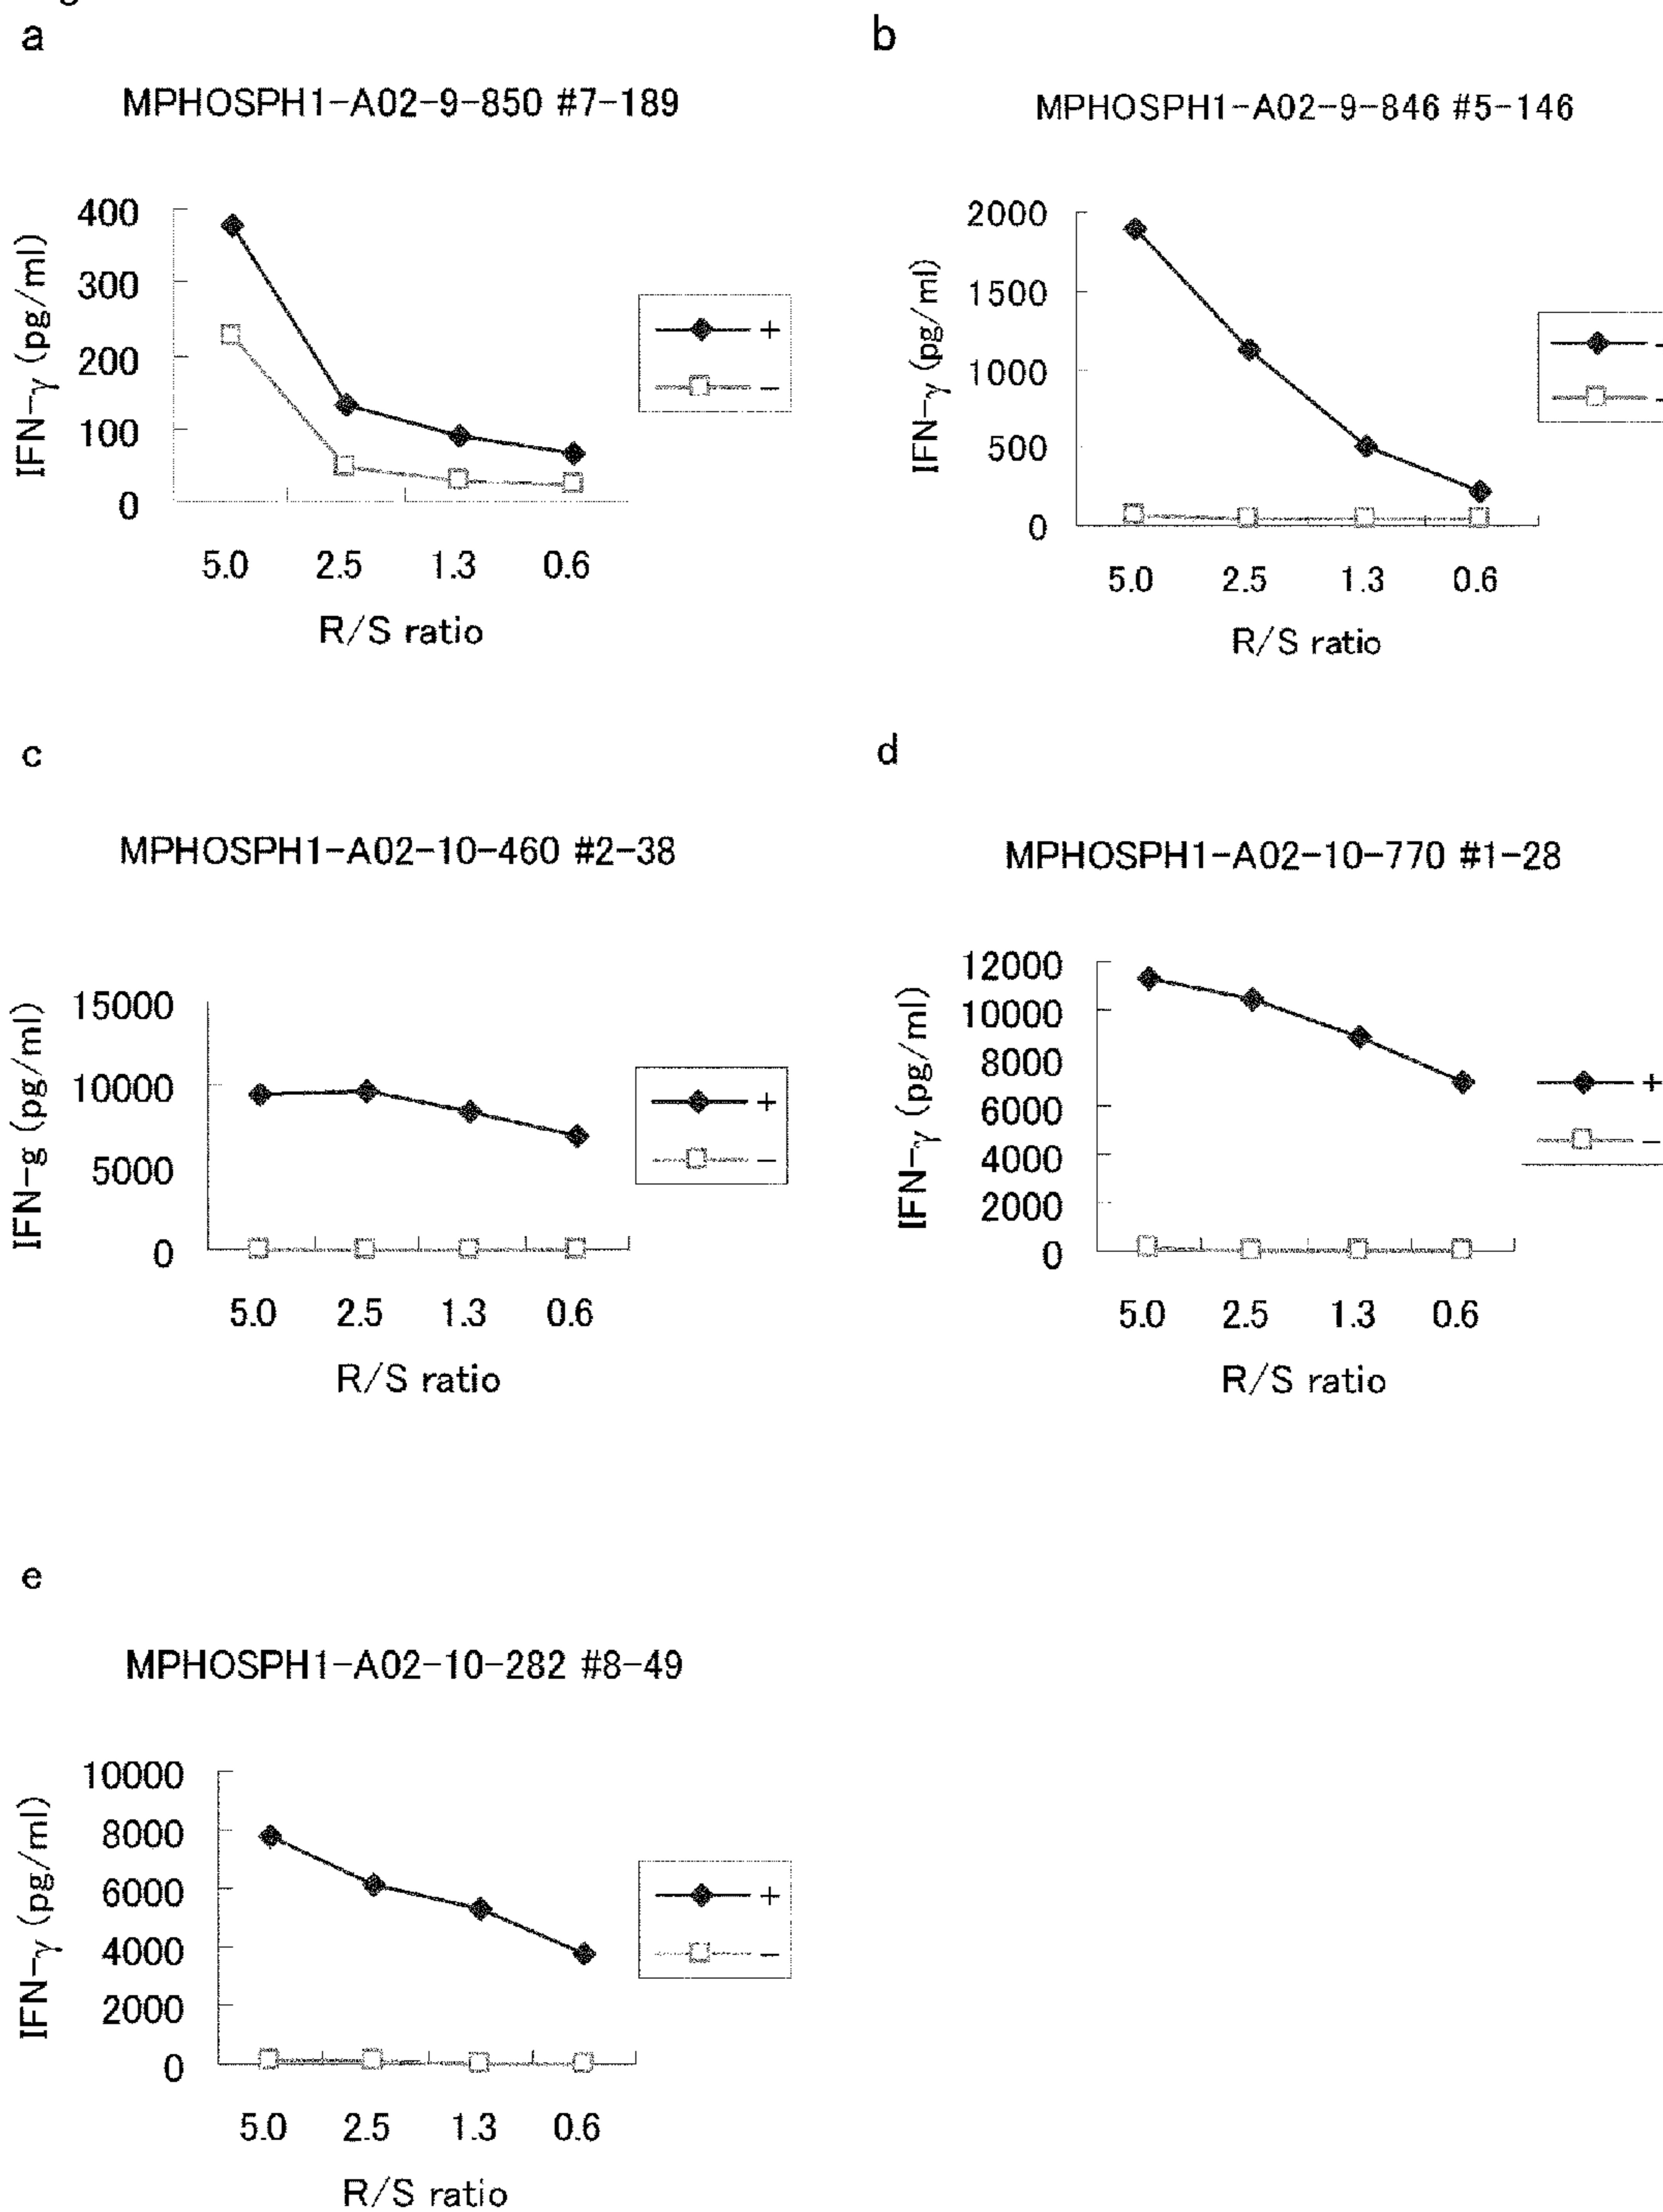 a
MPHOSPH1-A02-9-850 #7-189
IFN-γ (pg/ml)
400
300
200
100
0
5.0 2.5 1.3 0.6
R/S ratio
+
−
b
MPHOSPH1-A02-9-846 #5-146
IFN-γ (pg/ml)
2000
1500
1000
500
0
5.0 2.5 1.3 0.6
R/S ratio
c
MPHOSPH1-A02-10-460 #2-38
IFN-g (pg/ml)
15000
10000
5000
0
5.0 2.5 1.3 0.6
R/S ratio
+
−
d
MPHOSPH1-A02-10-770 #1-28
IFN-γ (pg/ml)
12000
10000
8000
6000
4000
2000
0
5.0 2.5 1.3 0.6
R/S ratio
+
−
e
MPHOSPH1-A02-10-282 #8-49
IFN-γ (pg/ml)
10000
8000
6000
4000
2000
0
5.0 2.5 1.3 0.6
R/S ratio
+
−